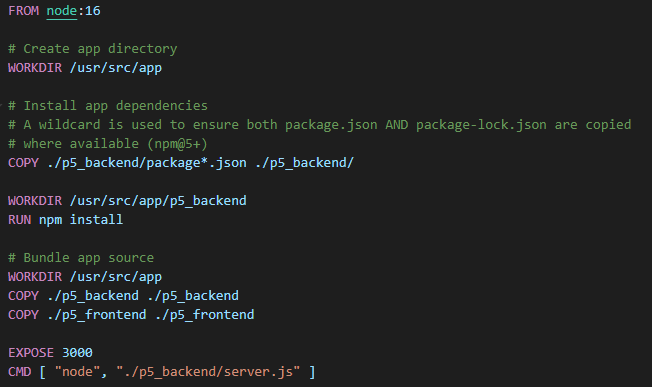 FROM node:16
# Create app directory
WORKDIR /usr/src/app
# Install app dependencies
# A wildcard is used to ensure both package.json AND package-lock.json are copied
# where available (npm@5+)
COPY ./p5_backend/package*.json ./p5_backend/
WORKDIR /usr/src/app/p5_backend
RUN npm install
# Bundle app source
WORKDIR /usr/src/app
COPY ./p5_backend ./p5_backend
COPY ./p5_frontend ./p5_frontend
EXPOSE 3000
CMD [ "node", "./p5_backend/server.js" ]